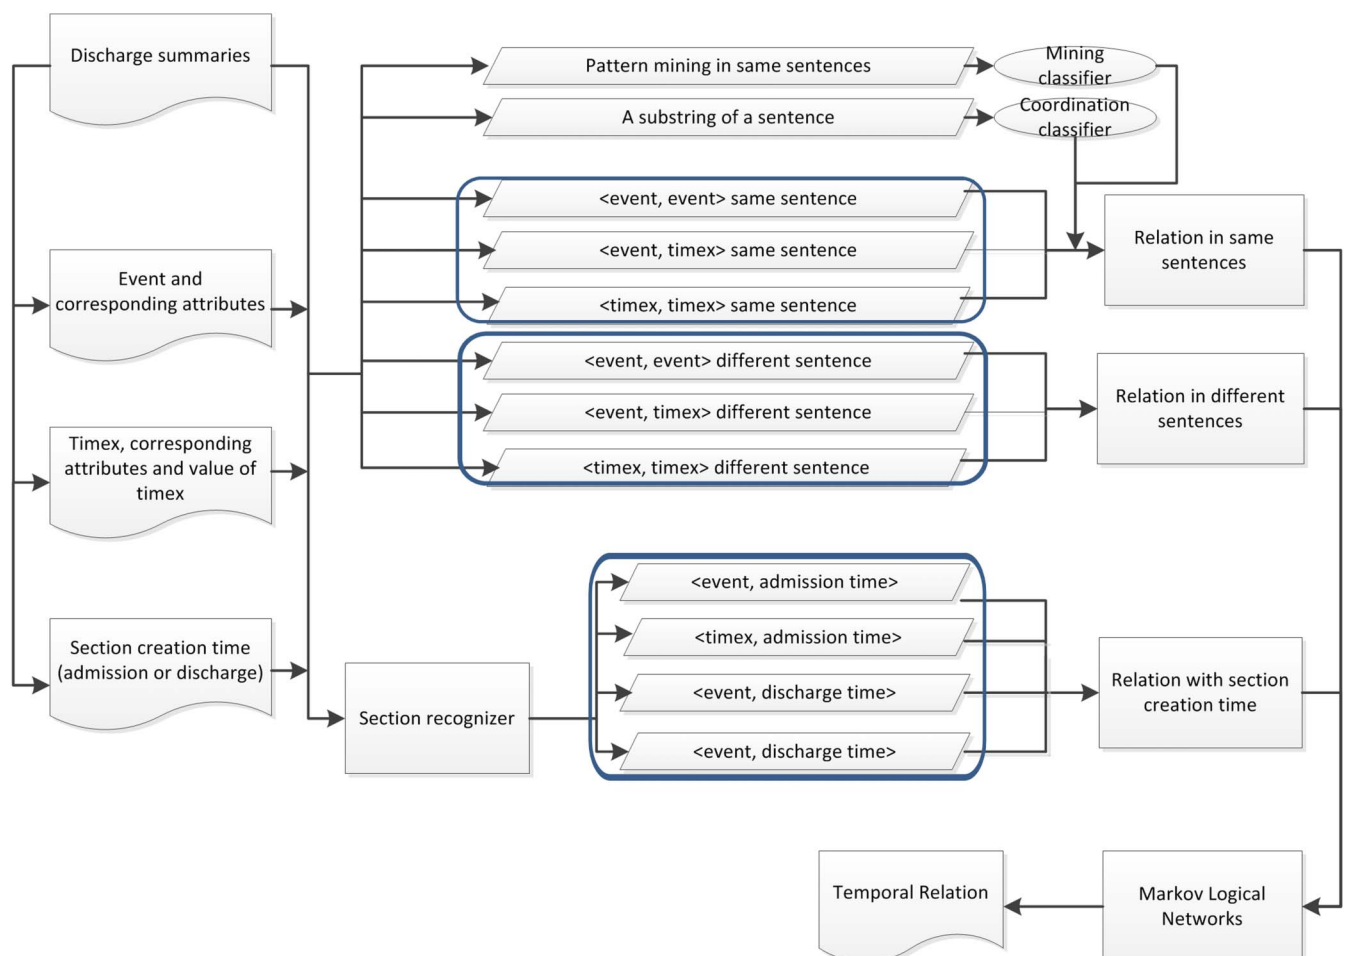 Discharge summaries
Pattern mining in same sentences
Mining
classifier
A substring of a sentence
Coordination
classifier
<event, event> same sentence
<event, timex> same sentence
<timex, timex> same sentence
Relation in same
sentences
Event and
corresponding attributes
<event, event> different sentence
<event, timex> different sentence
<timex, timex> different sentence
Relation in different
sentences
Timex, corresponding
attributes and value of
timex
Section creation time
(admission or discharge)
Section recognizer
<event, admission time>
<timex, admission time>
<event, discharge time>
<event, discharge time>
Relation with section
creation time
Temporal Relation
Markov Logical
Networks